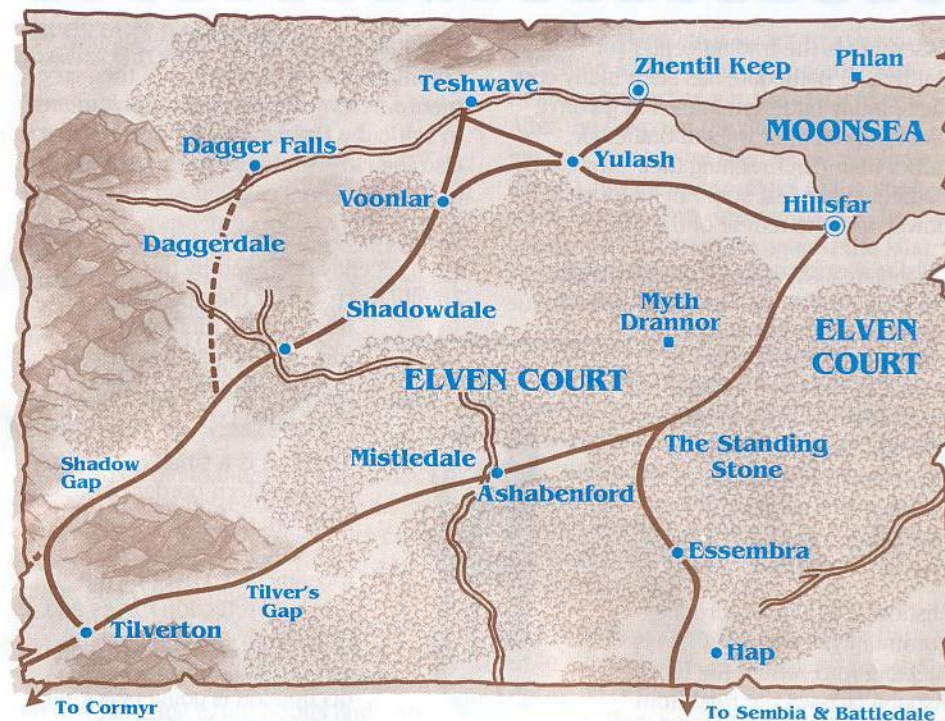 Phlan
Zhentil Keep
Teshwave
MOONSEA
Dagger Falls
Yulash
Voonlar
Hillsfar
Daggerdale
Myth
Drannor
Shadowdale
ELVEN
COURT
ELVEN COURT
The Standing
Stone
Mistledale
Shadow
Gap
Ashabenford
Essembra
Tilver's
Gap
Tilverton
Hap
To Cormyr
To Sembia & Battledale